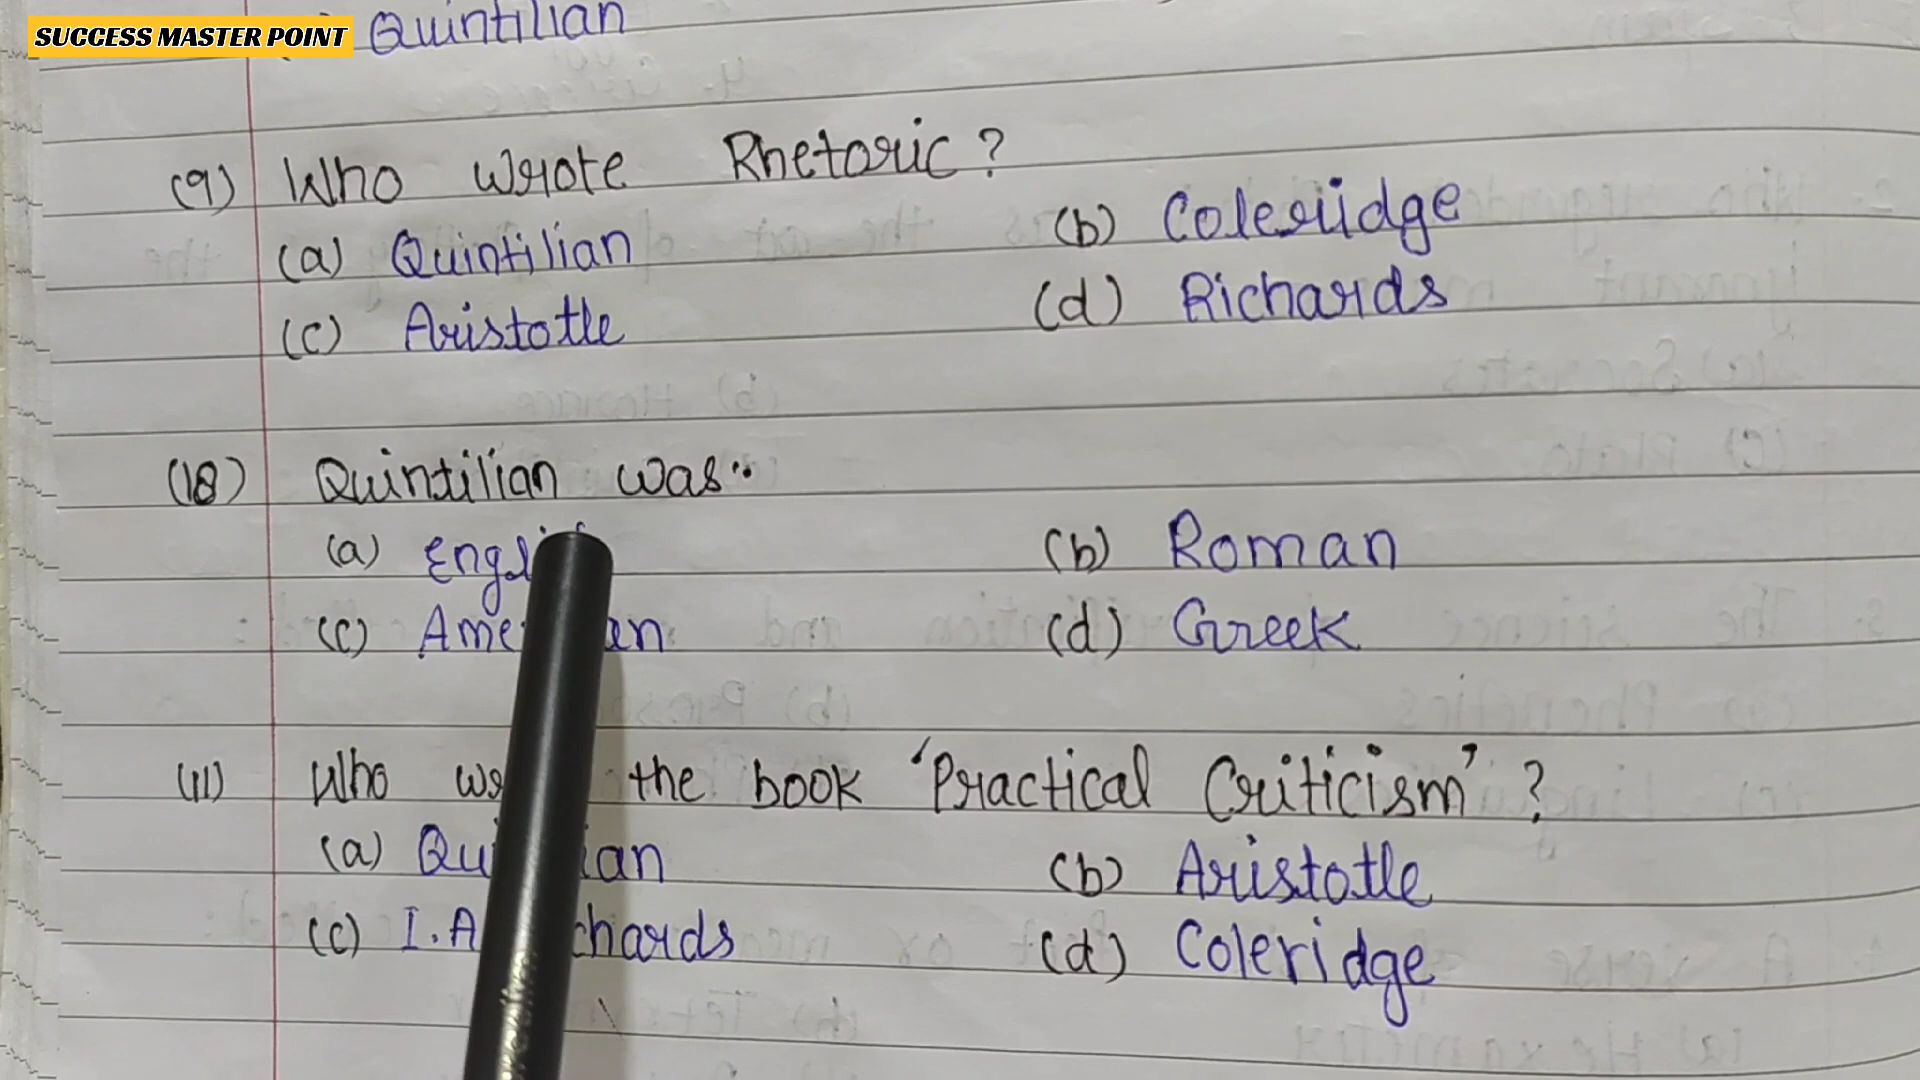 SUCCESS MASTER POINT Quintilian
(9) Who wrote Rhetoric?
(a) Quintilian (b) Coleridge
(c) Aristotle (d) Richards
(10) Quintilian was..
(a) (b) Roman
(c) (d) Greek
(11) Who the book 'Practical Criticism'?
(a) (b) Aristotle
(c) (d) Coleridge